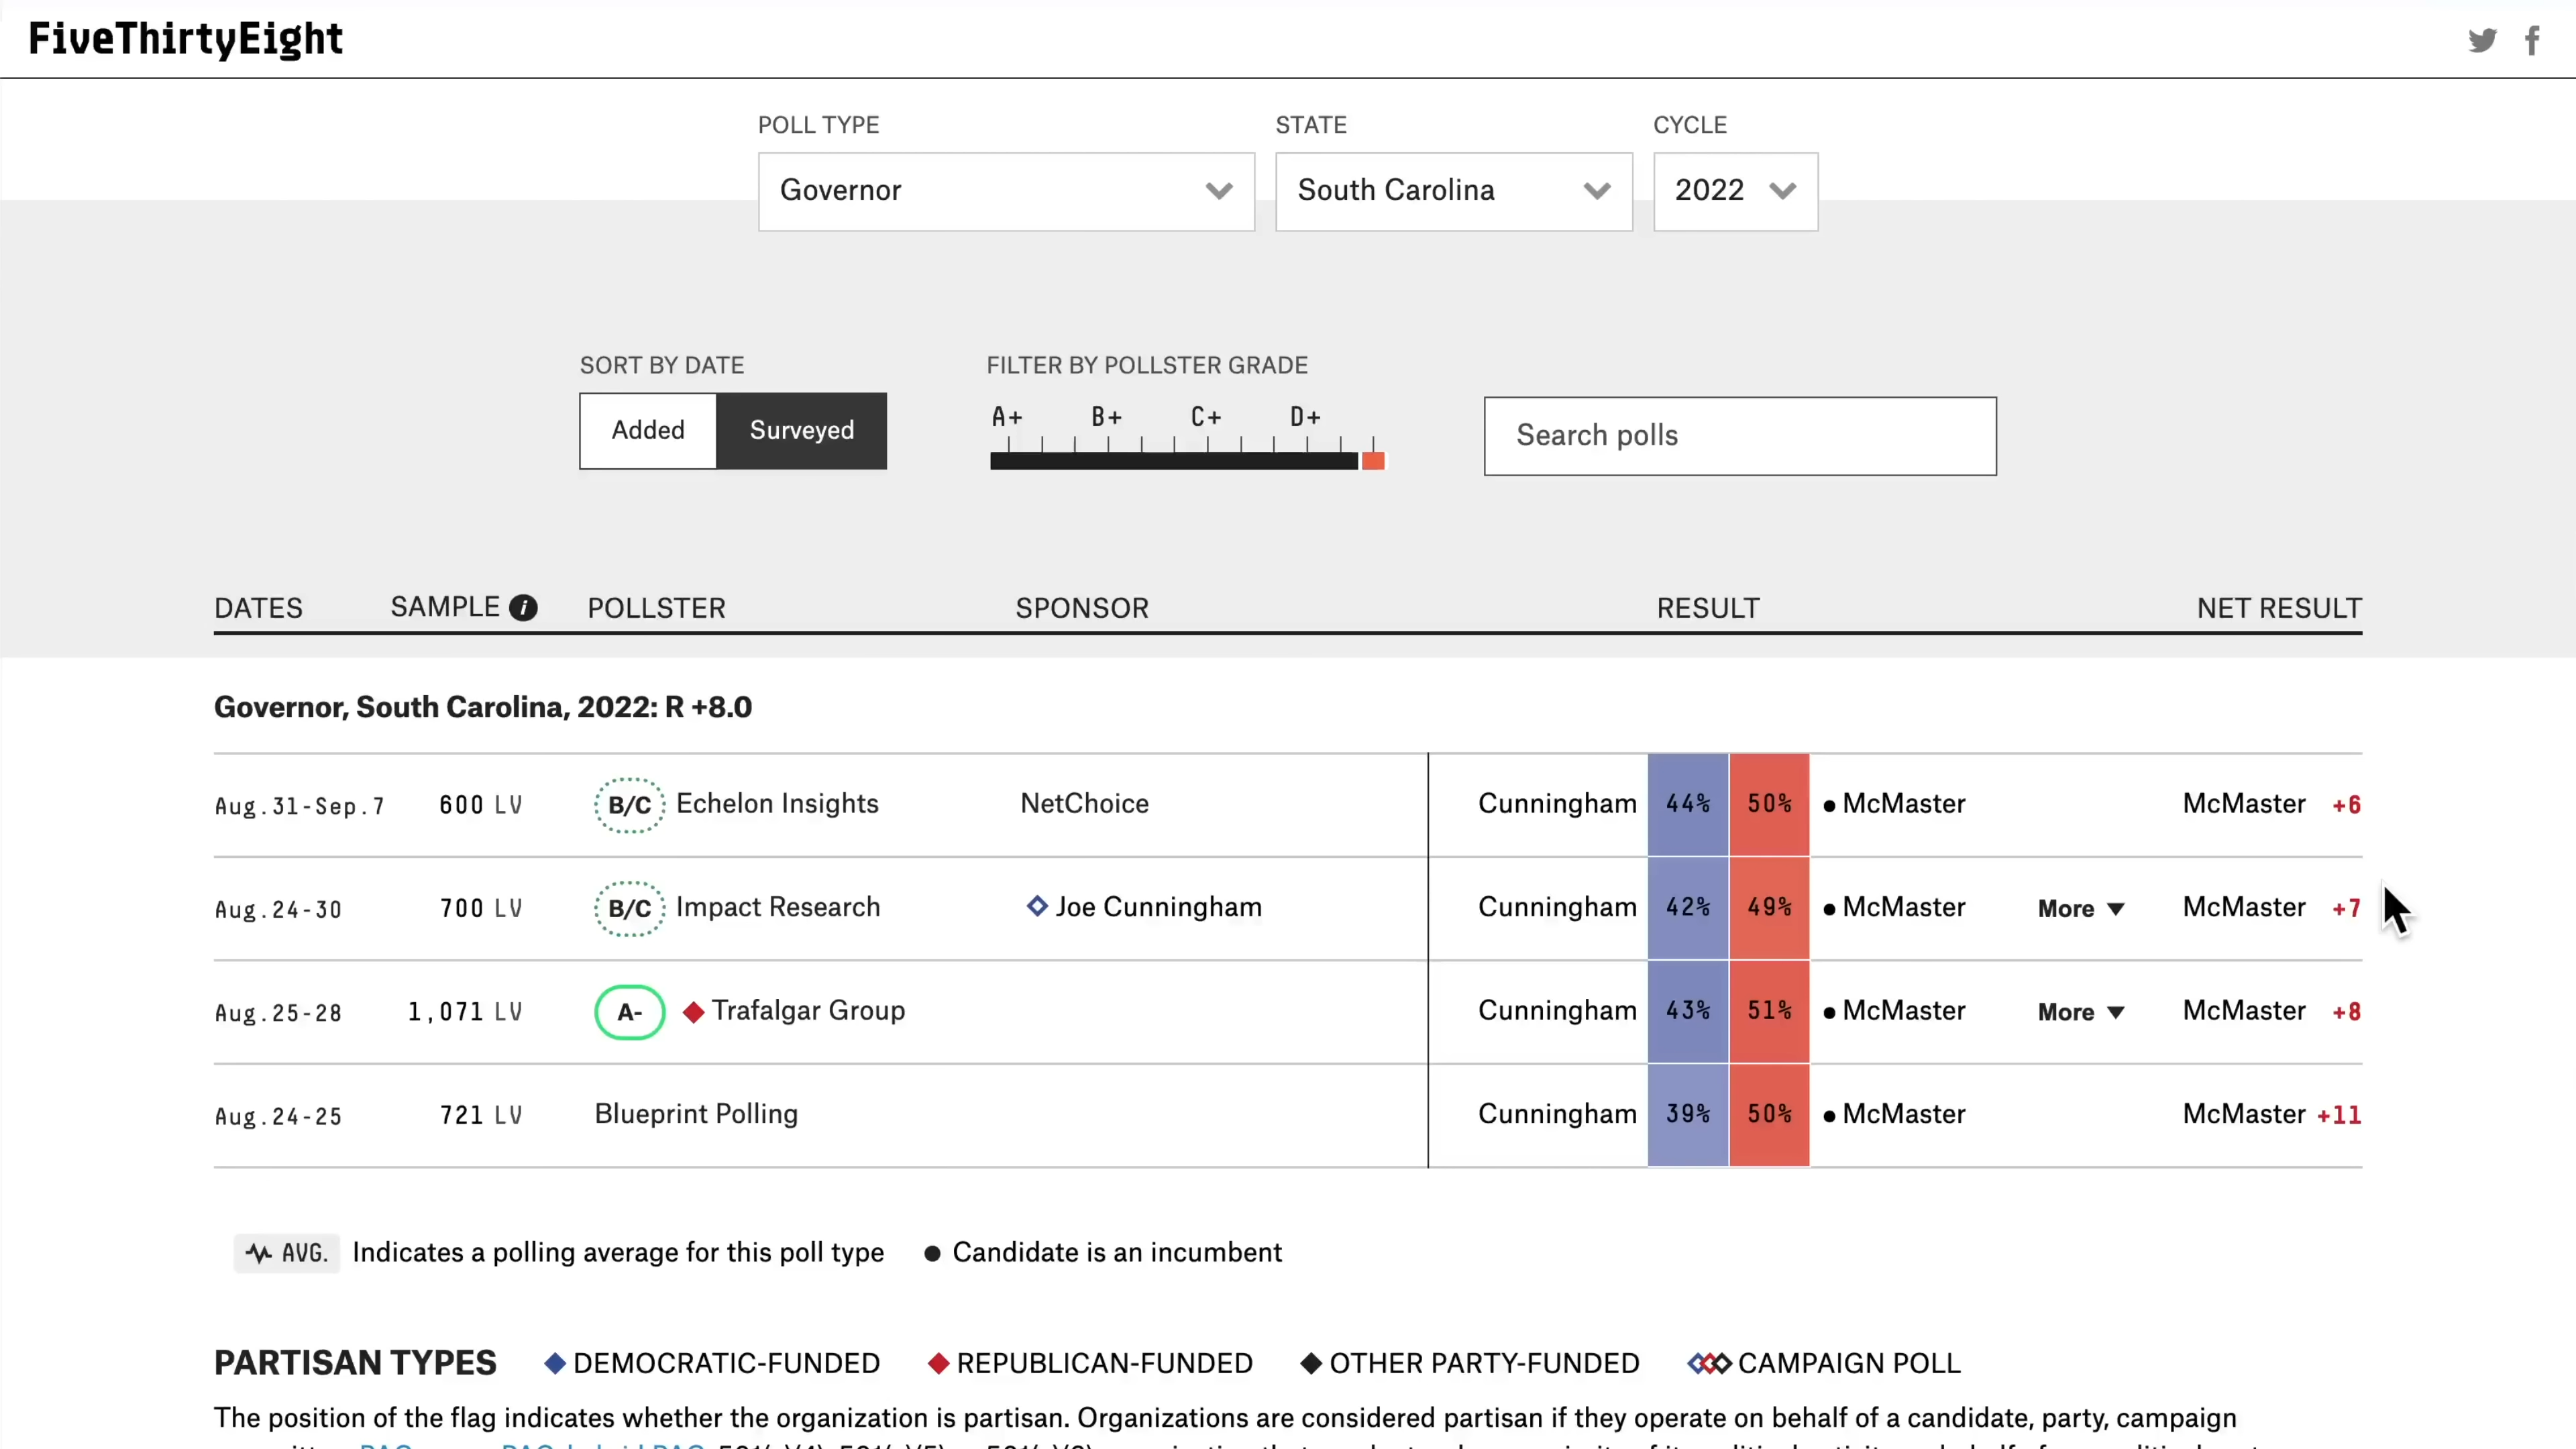 FiveThirtyEight
POLL TYPE STATE CYCLE
Governor South Carolina 2022
SORT BY DATE FILTER BY POLLSTER GRADE
A+ B+ C+ D+
Added Surveyed Search polls
DATES SAMPLE i POLLSTER SPONSOR RESULT NET RESULT
Governor, South Carolina, 2022: R +8.0
Aug.31-Sep.7 600 LV B/C Echelon Insights NetChoice Cunningham 44% 50% McMaster McMaster +6
Aug.24-30 700 LV B/C Impact Research Joe Cunningham Cunningham 42% 49% McMaster More McMaster +7
Aug.25-28 1,071 LV A- Trafalgar Group Cunningham 43% 51% McMaster More McMaster +8
Aug.24-25 721 LV Blueprint Polling Cunningham 39% 50% McMaster McMaster +11
AVG. Indicates a polling average for this poll type ● Candidate is an incumbent
PARTISAN TYPES DEMOCRATIC-FUNDED REPUBLICAN-FUNDED OTHER PARTY-FUNDED CAMPAIGN POLL
The position of the flag indicates whether the organization is partisan. Organizations are considered partisan if they operate on behalf of a candidate, party, campaign